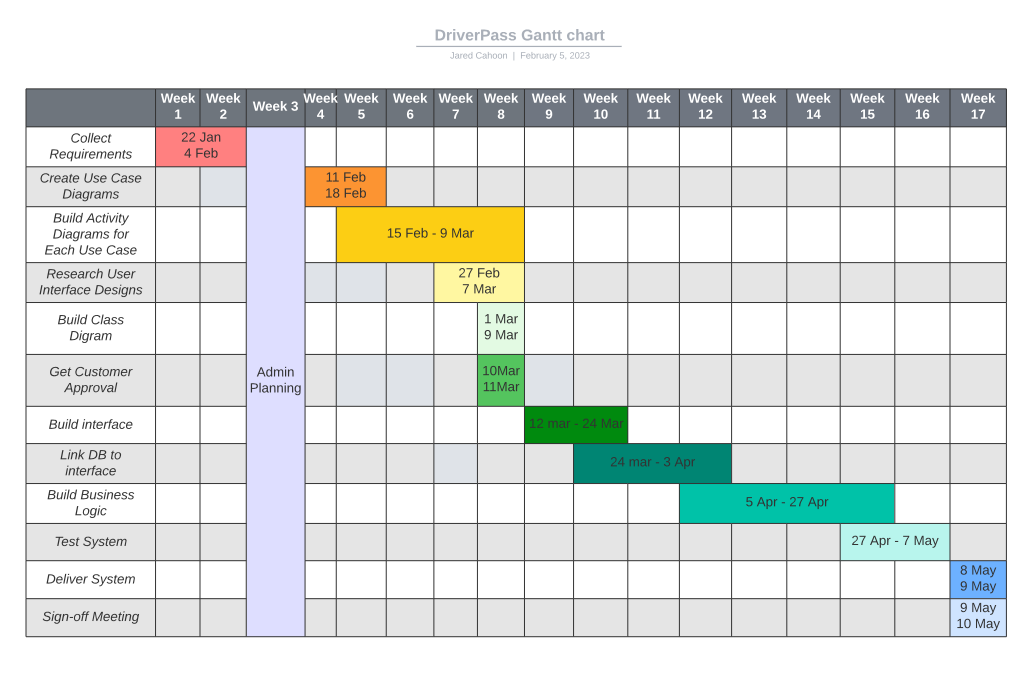 DriverPass Gantt chart
Jared Cahoon | February 5, 2023
Week 1
Week 2
Week 3
Week 4
Week 5
Week 6
Week 7
Week 8
Week 9
Week 10
Week 11
Week 12
Week 13
Week 14
Week 15
Week 16
Week 17
Collect
Requirements
22 Jan
4 Feb
Create Use Case
Diagrams
11 Feb
18 Feb
Build Activity
Diagrams for
Each Use Case
15 Feb - 9 Mar
Research User
Interface Designs
27 Feb
7 Mar
Build Class
Digram
1 Mar
9 Mar
Admin
Planning
Get Customer
Approval
10Mar
11Mar
Build interface
12 mar - 24 Mar
Link DB to
interface
24 mar - 3 Apr
Build Business
Logic
5 Apr - 27 Apr
Test System
27 Apr - 7 May
Deliver System
8 May
9 May
Sign-off Meeting
9 May
10 May